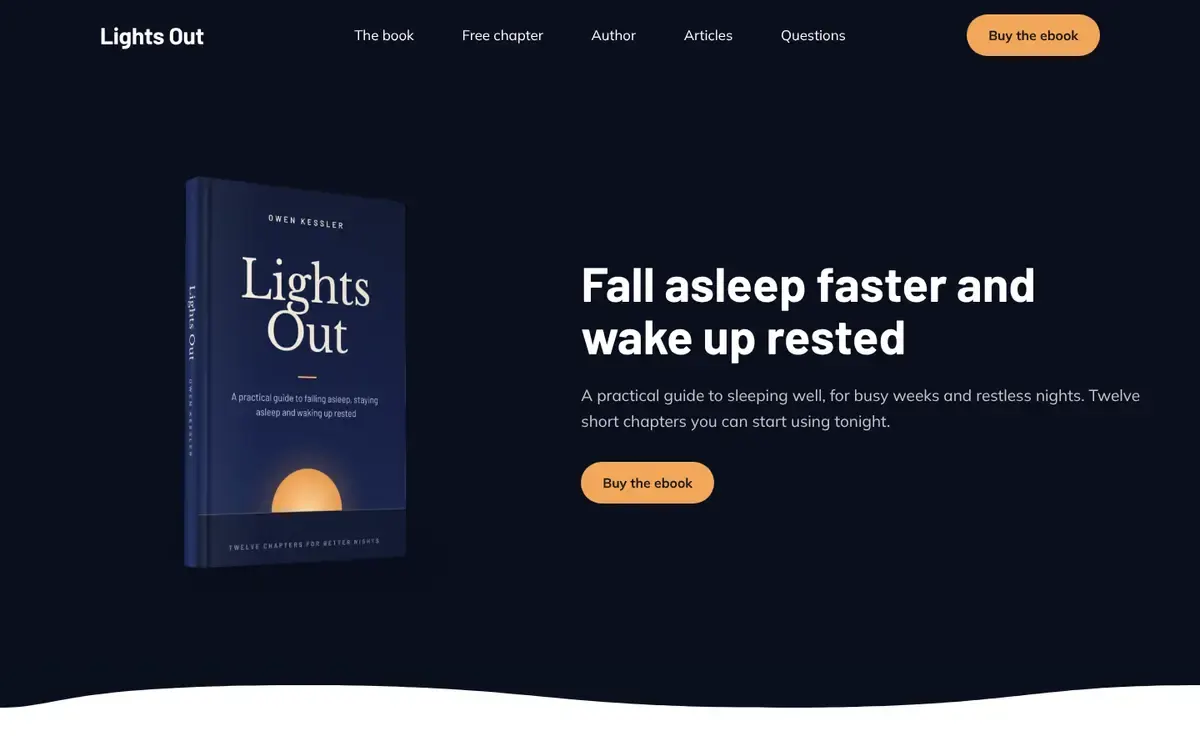 Lights Out
The book
Free chapter
Author
Articles
Questions
Buy the ebook
OWEN KESSLER
Lights
Out
A practical guide to falling asleep, staying
asleep and waking up rested
TWELVE CHAPTERS FOR BETTER NIGHTS
Lights Out
OWEN KESSLER
Fall asleep faster and
wake up rested
A practical guide to sleeping well, for busy weeks and restless nights. Twelve
short chapters you can start using tonight.
Buy the ebook